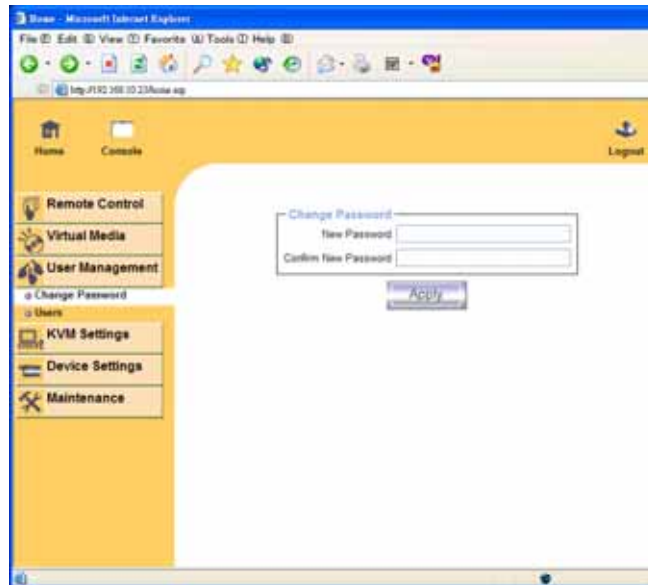 Home - Microsoft Internet Explorer
File Edit View Favorite Tools Help
Home
Console
Logout
Remote Control
Virtual Media
User Management
Change Password
Users
KVM Settings
Device Settings
Maintenance
Change Password
New Password
Confirm New Password
Apply